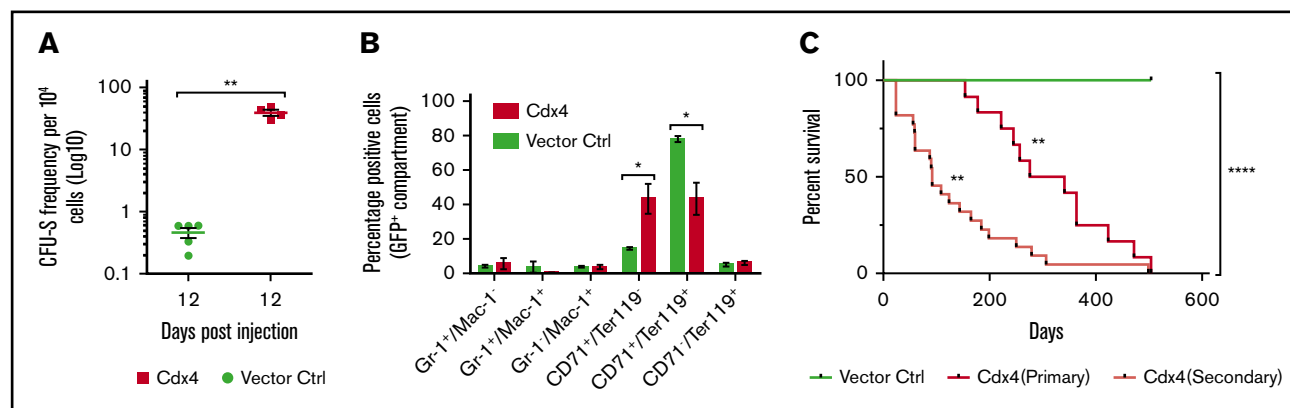 A
CFU-S frequency per 10⁴
cells (Log10)
100
10
1
0.1
**
12
12
Days post injection
Cdx4
Vector Ctrl
B
Percentage positive cells
(GFP⁺ compartment)
100
80
60
40
20
0
Cdx4
Vector Ctrl
*
*
Gr-1⁺/Mac-1⁻
Gr-1⁺/Mac-1⁺
Gr-1⁻/Mac-1⁺
CD71⁺/Ter119⁻
CD71⁺/Ter119⁺
CD71⁻/Ter119⁺
C
Percent survival
100
50
0
**
**
****
0
200
400
600
Days
Vector Ctrl
Cdx4(Primary)
Cdx4(Secondary)